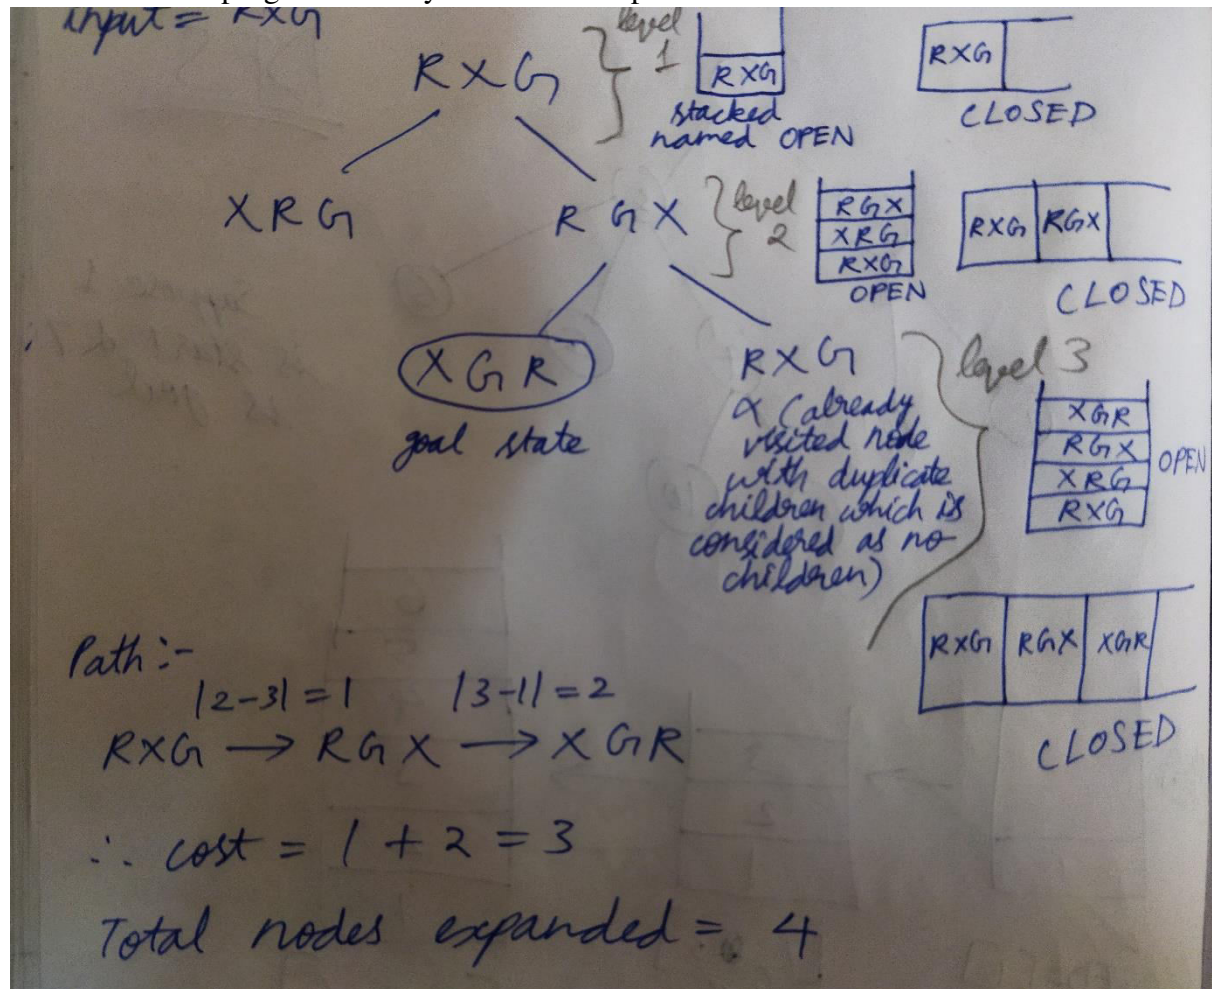 input = RXG
RXG
level
1
RXG
stacked
named OPEN
RXG
CLOSED
XRG
RGX
level
2
RGX
XRG
RXG
OPEN
RXG RGX
CLOSED
XGR
goal state
RXG
(already
visited node
with duplicate
children which is
considered as no
children)
level 3
XGR
RGX
XRG
RXG
OPEN
RXG RGX XGR
CLOSED
Path :-
|2-3| = 1 |3-1| = 2
RXG → RGX → XGR
∴ cost = 1 + 2 = 3
Total nodes expanded = 4